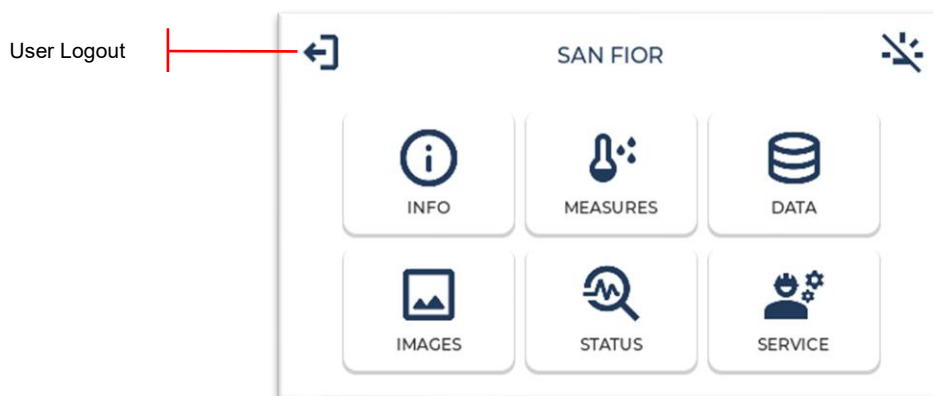 User Logout
SAN FIOR
INFO
MEASURES
DATA
IMAGES
STATUS
SERVICE